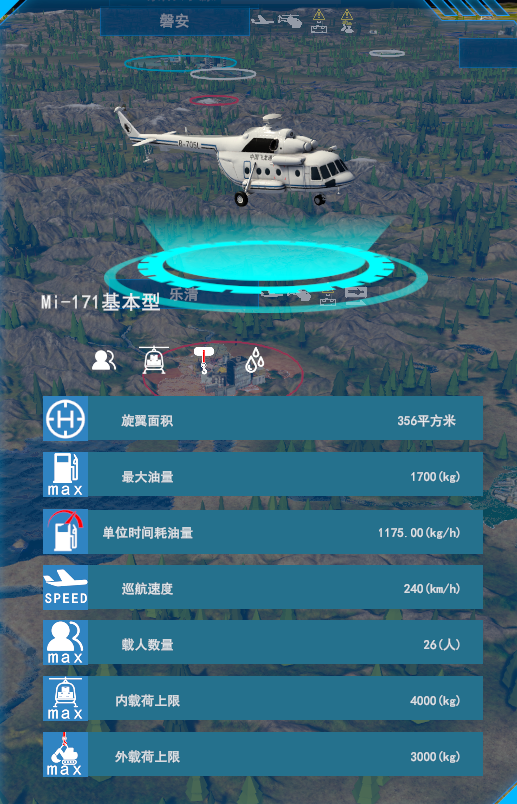 磐安
B-705L
乐清
Mi-171基本型
旋翼面积 356平方米
max 最大油量 1700(kg)
单位时间耗油量 1175.00(kg/h)
SPEED 巡航速度 240(km/h)
max 载人数量 26(人)
max 内载荷上限 4000(kg)
max 外载荷上限 3000(kg)